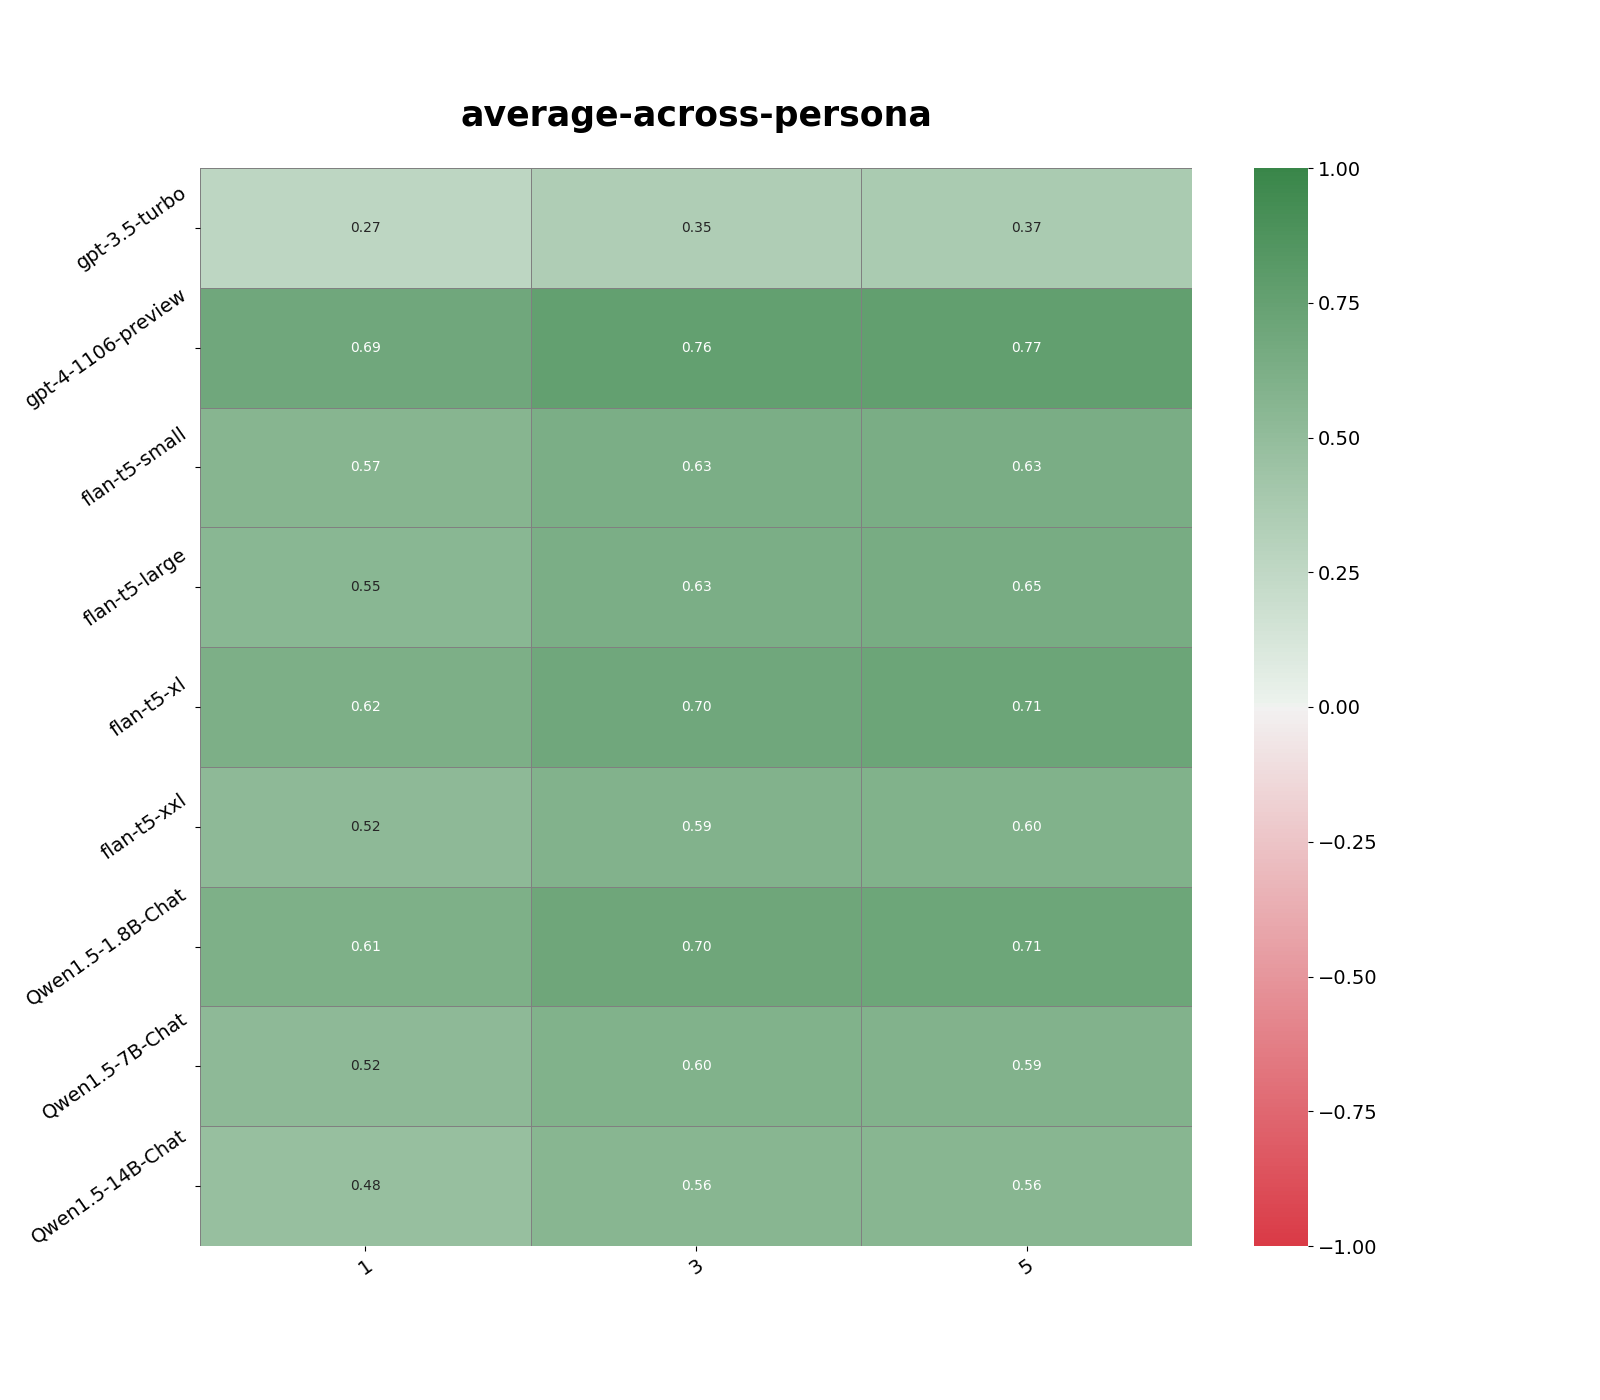 average-across-persona
gpt-3.5-turbo 0.27 0.35 0.37
gpt-4-1106-preview 0.69 0.76 0.77
flan-t5-small 0.57 0.63 0.63
flan-t5-large 0.55 0.63 0.65
flan-t5-xl 0.62 0.70 0.71
flan-t5-xxl 0.52 0.59 0.60
Qwen1.5-1.8B-Chat 0.61 0.70 0.71
Qwen1.5-7B-Chat 0.52 0.60 0.59
Qwen1.5-14B-Chat 0.48 0.56 0.56
1 3 5
1.00
0.75
0.50
0.25
0.00
−0.25
−0.50
−0.75
−1.00